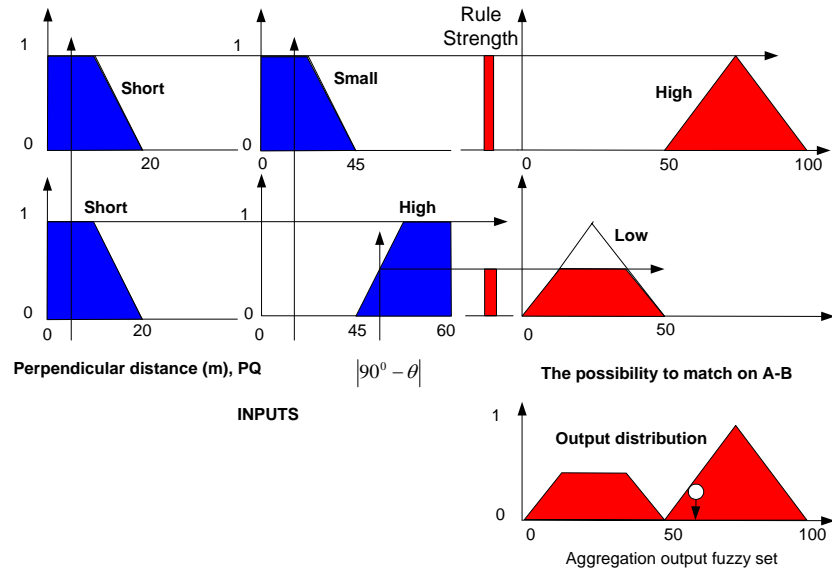 Rule
Strength
1
Short
0
20
1
Small
0
0
45
High
0
50
100
1
Short
0
0
20
1
High
0
0
45
60
Low
0
50
Perpendicular distance (m), PQ
|90⁰ − θ|
The possibility to match on A-B
INPUTS
1
Output distribution
0
0
50
100
Aggregation output fuzzy set